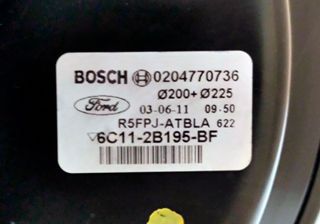 BOSCH 0204770736
Ø200+Ø225
Ford 03-06-11 09-50
R5FPJ-ATBLA 622
6C11-2B195-BF